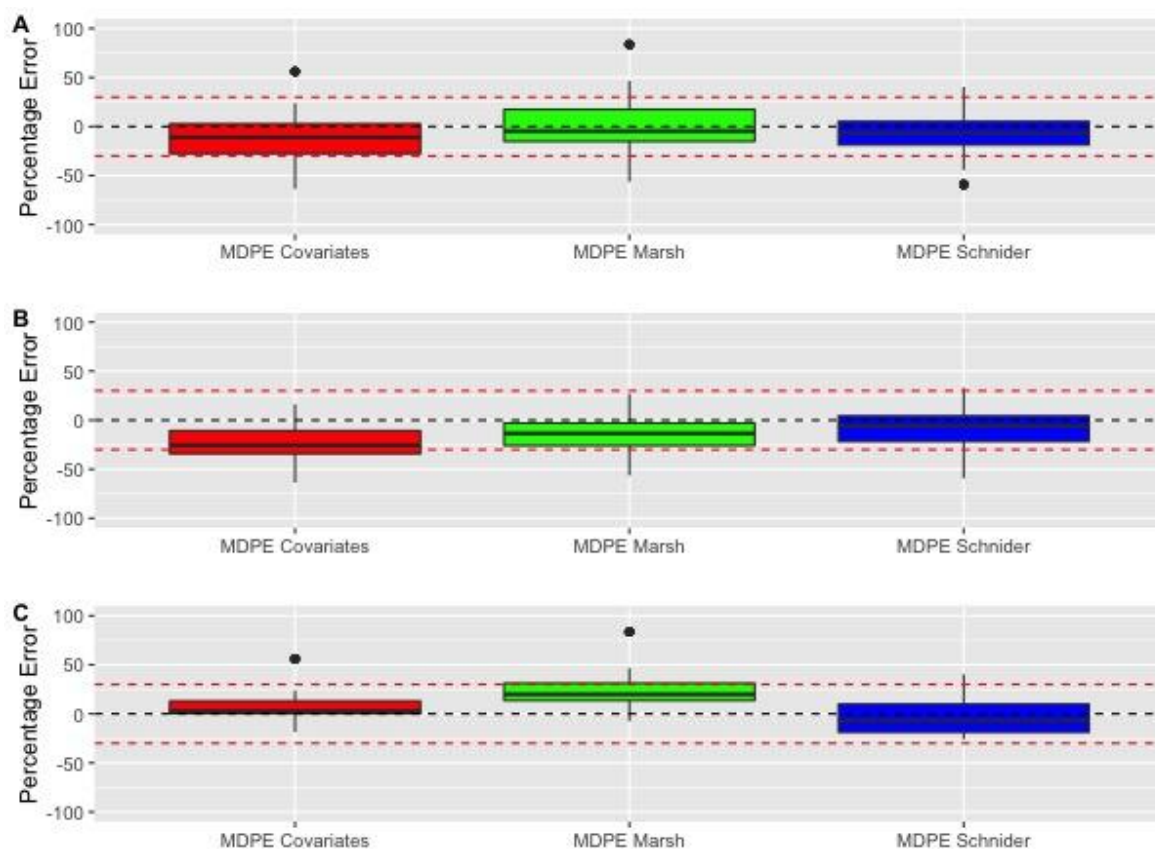 A
Percentage Error
100
50
0
-50
-100
MDPE Covariates MDPE Marsh MDPE Schnider
B
Percentage Error
100
50
0
-50
-100
MDPE Covariates MDPE Marsh MDPE Schnider
C
Percentage Error
100
50
0
-50
-100
MDPE Covariates MDPE Marsh MDPE Schnider